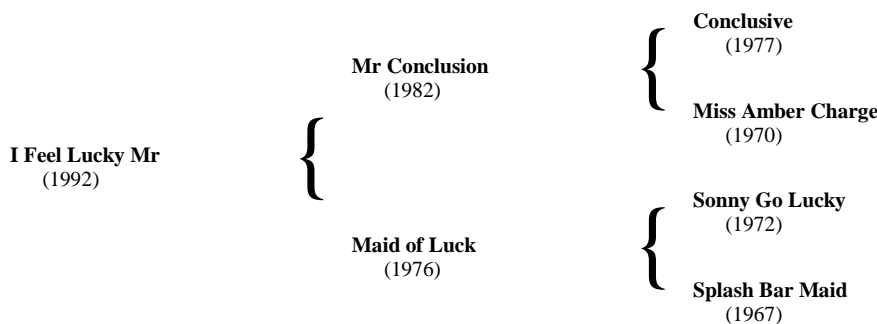 Conclusive
(1977)
Mr Conclusion
(1982)
Miss Amber Charge
(1970)
I Feel Lucky Mr
(1992)
Sonny Go Lucky
(1972)
Maid of Luck
(1976)
Splash Bar Maid
(1967)